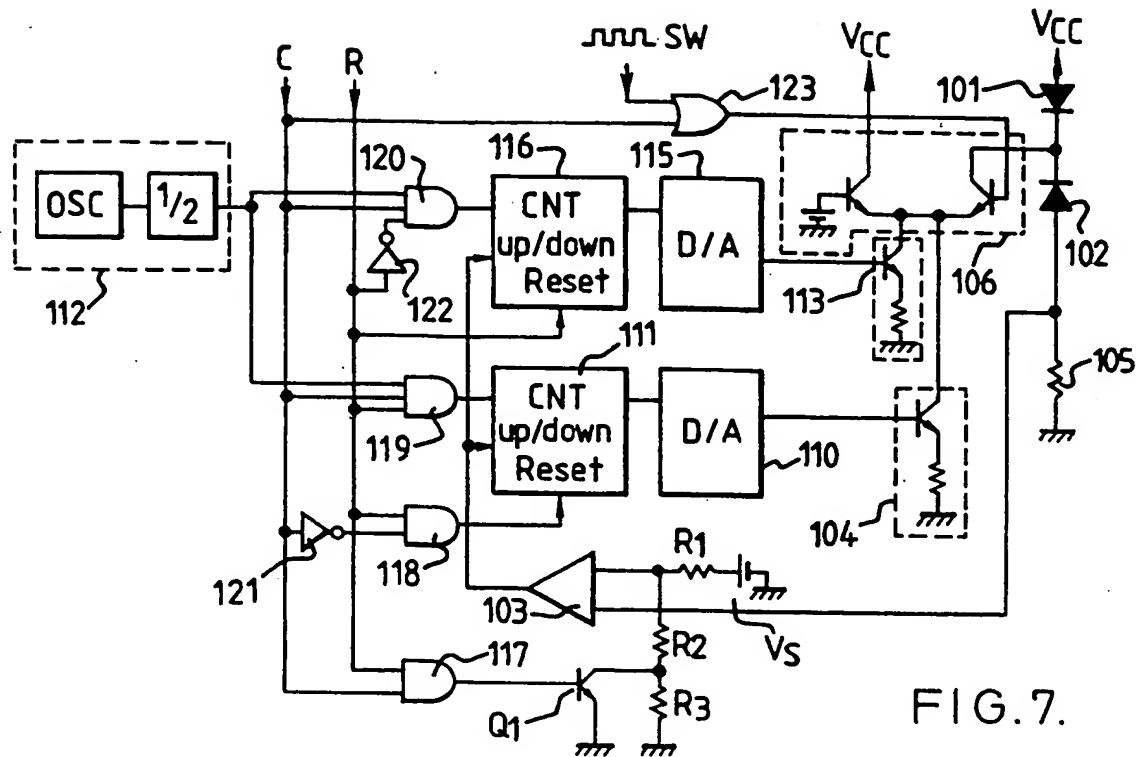 SW
C
R
VCC
VCC
101
123
116
115
120
OSC
1/2
CNT
up/down
Reset
D/A
102
106
112
122
113
111
105
CNT
up/down
Reset
D/A
119
110
104
R1
121
118
103
VS
R2
117
Q1
R3
FIG.7.